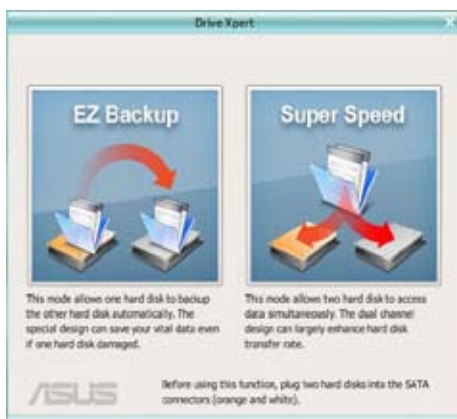 Drive Xpert
EZ Backup
Super Speed
This mode allows one hard disk to backup
the other hard disk automatically. The
special design can save your vital data even
if one hard disk damaged.
This mode allows two hard disk to access
data simultaneously. The dual channel
design can largely enhance hard disk
transfer rate.
ASUS
Before using this function, plug two hard disks into the SATA
connectors (orange and white).